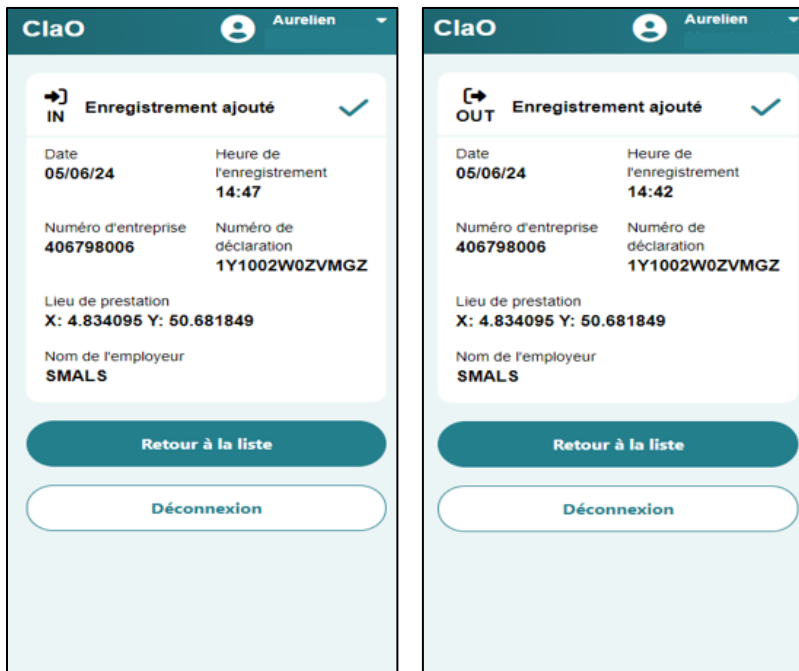 ClaO
Aurelien
IN
Enregistrement ajouté
Date
05/06/24
Heure de
l'enregistrement
14:47
Numéro d'entreprise
406798006
Numéro de
déclaration
1Y1002W0ZVMGZ
Lieu de prestation
X: 4.834095 Y: 50.681849
Nom de l'employeur
SMALS
Retour à la liste
Déconnexion
ClaO
Aurelien
OUT
Enregistrement ajouté
Date
05/06/24
Heure de
l'enregistrement
14:42
Numéro d'entreprise
406798006
Numéro de
déclaration
1Y1002W0ZVMGZ
Lieu de prestation
X: 4.834095 Y: 50.681849
Nom de l'employeur
SMALS
Retour à la liste
Déconnexion